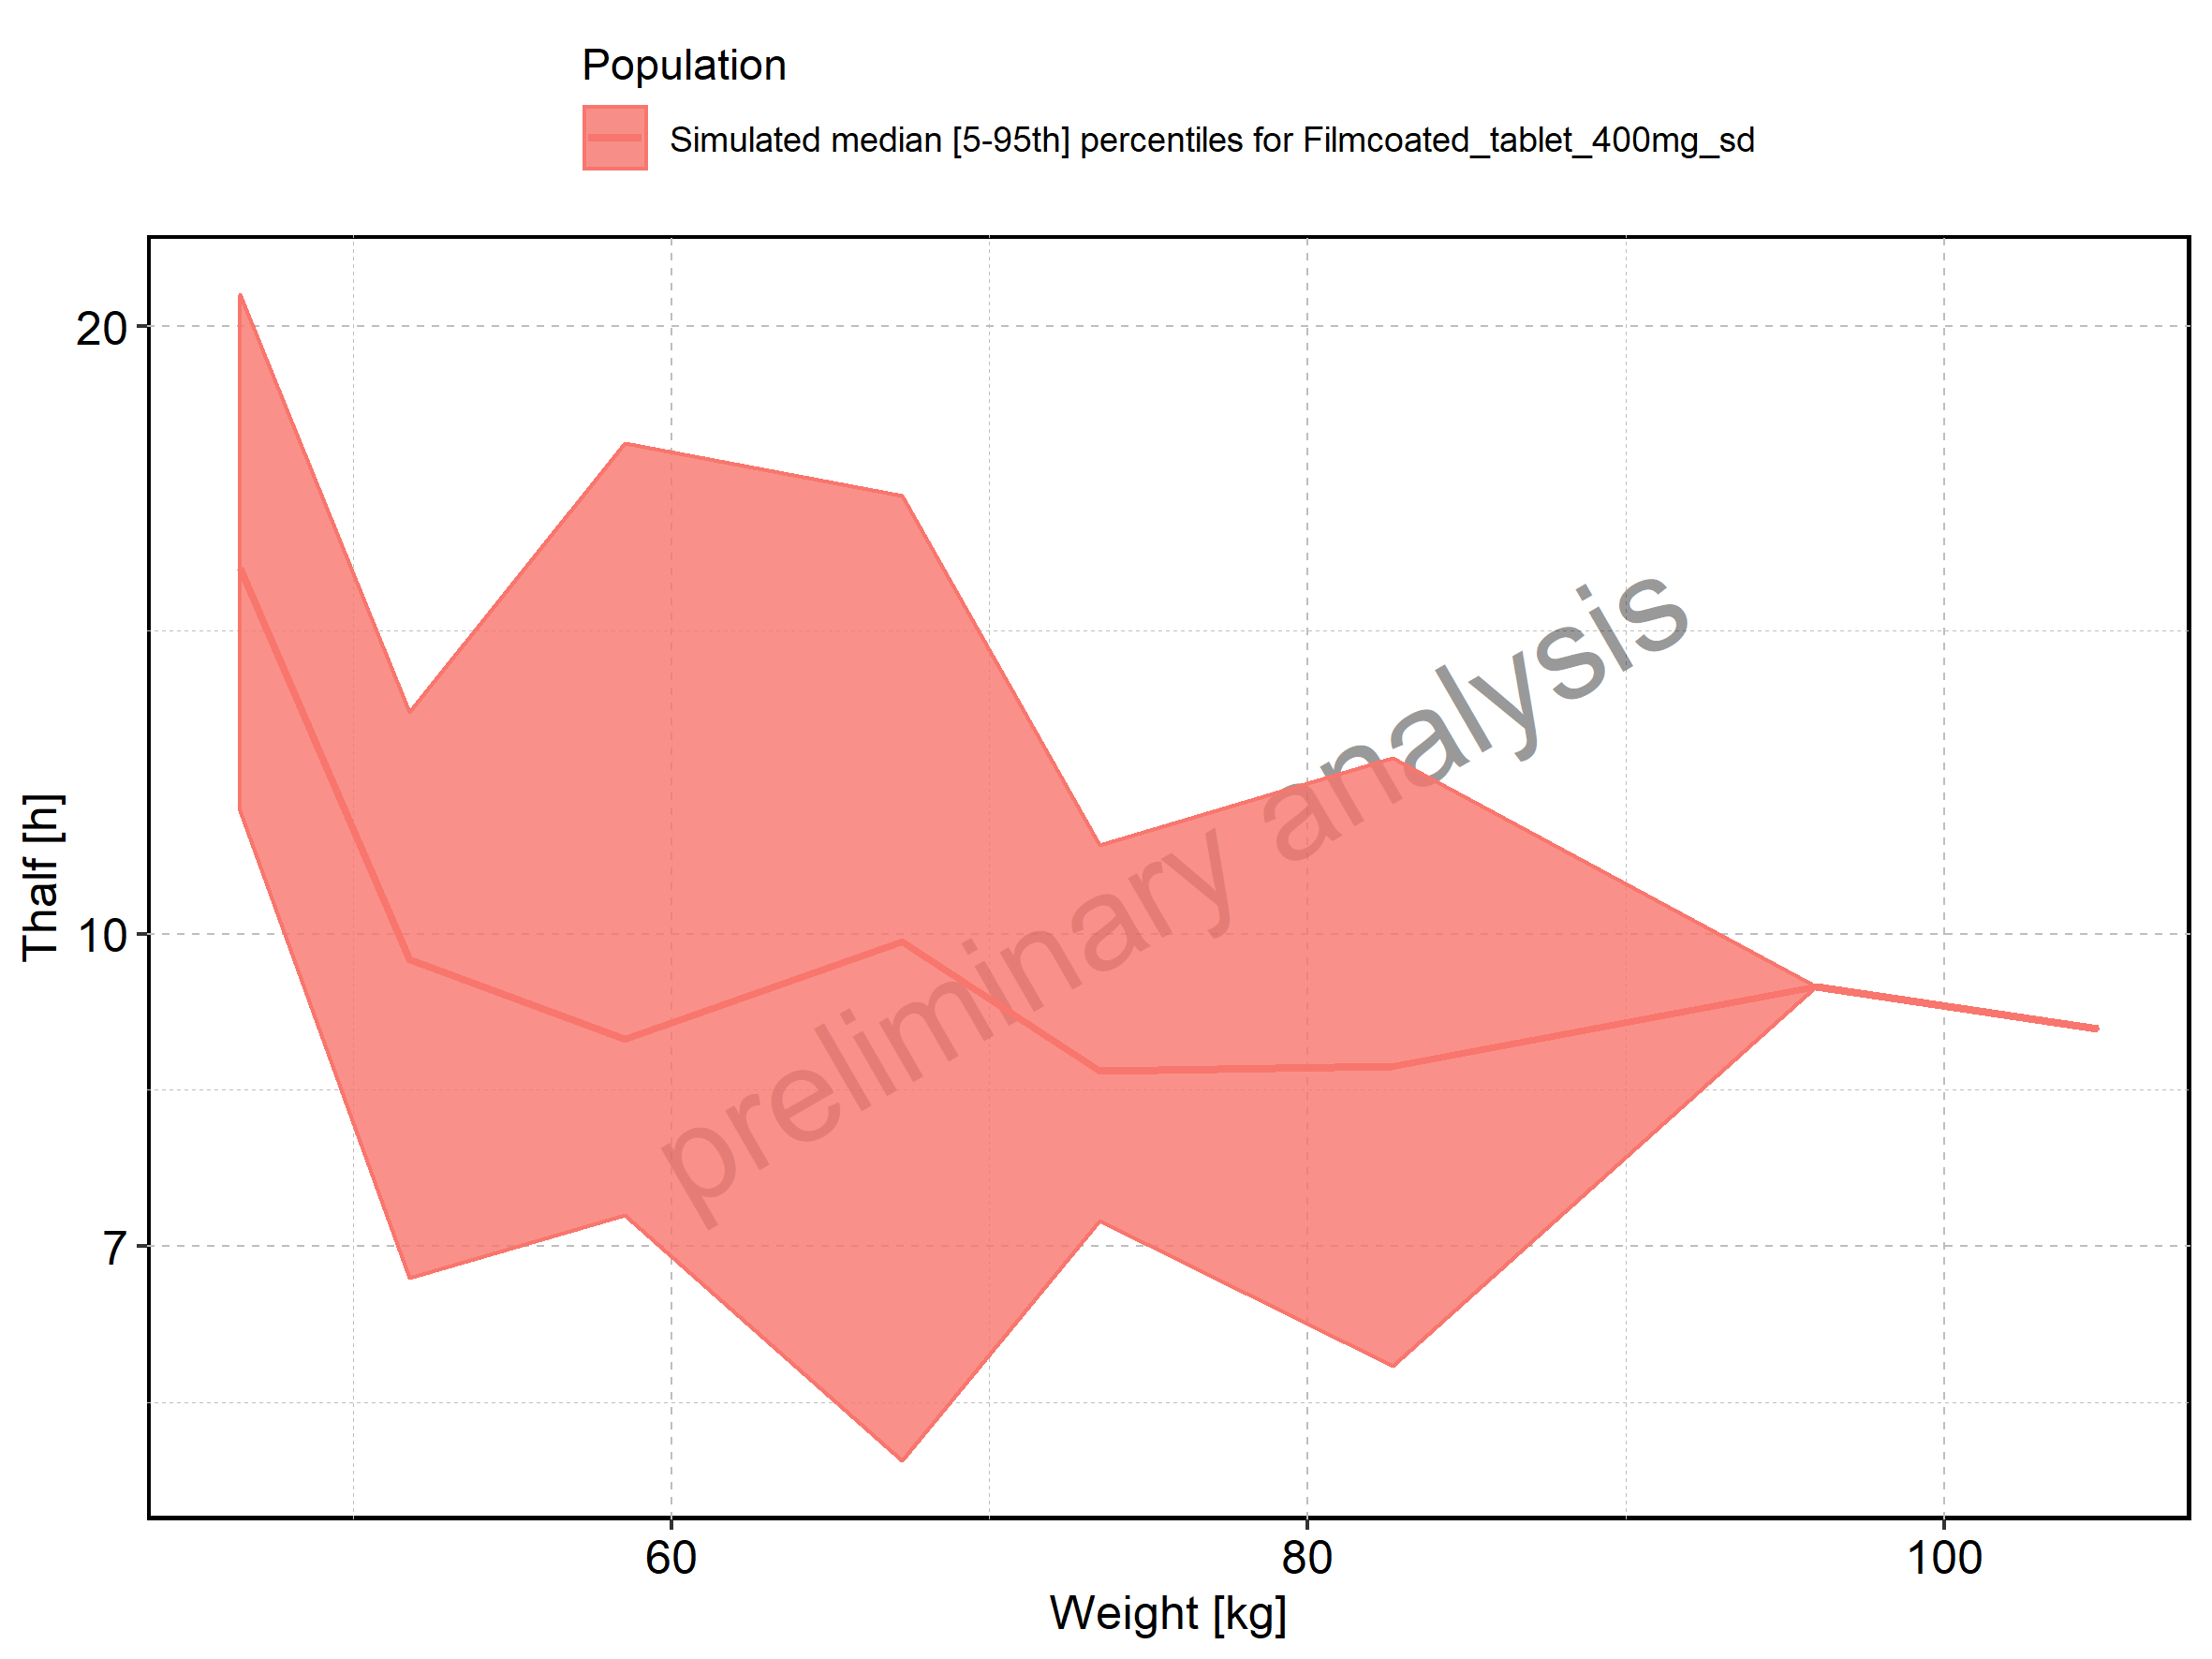 Population
Simulated median [5-95th] percentiles for Filmcoated_tablet_400mg_sd
20
10
7
Thalf [h]
preliminary analysis
60 80 100
Weight [kg]